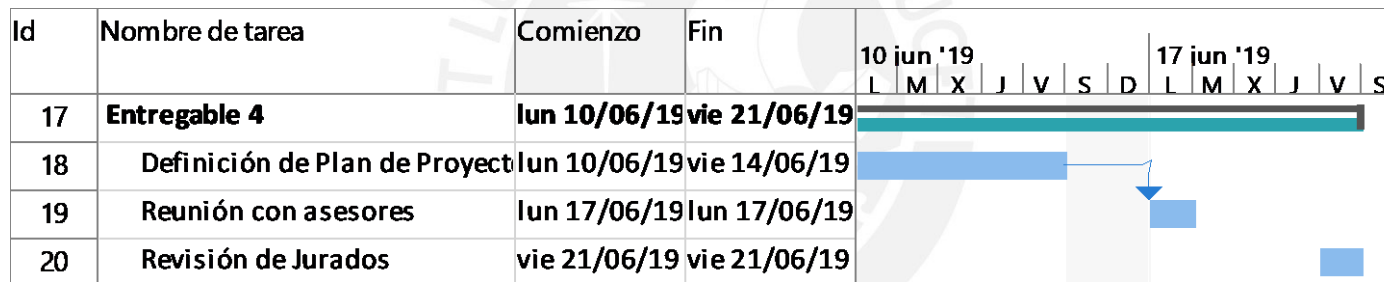 Id Nombre de tarea Comienzo Fin
10 jun '19 17 jun '19
L M X J V S D L M X J V S
17 Entregable 4 lun 10/06/19 vie 21/06/19
18 Definición de Plan de Proyect lun 10/06/19 vie 14/06/19
19 Reunión con asesores lun 17/06/19 lun 17/06/19
20 Revisión de Jurados vie 21/06/19 vie 21/06/19